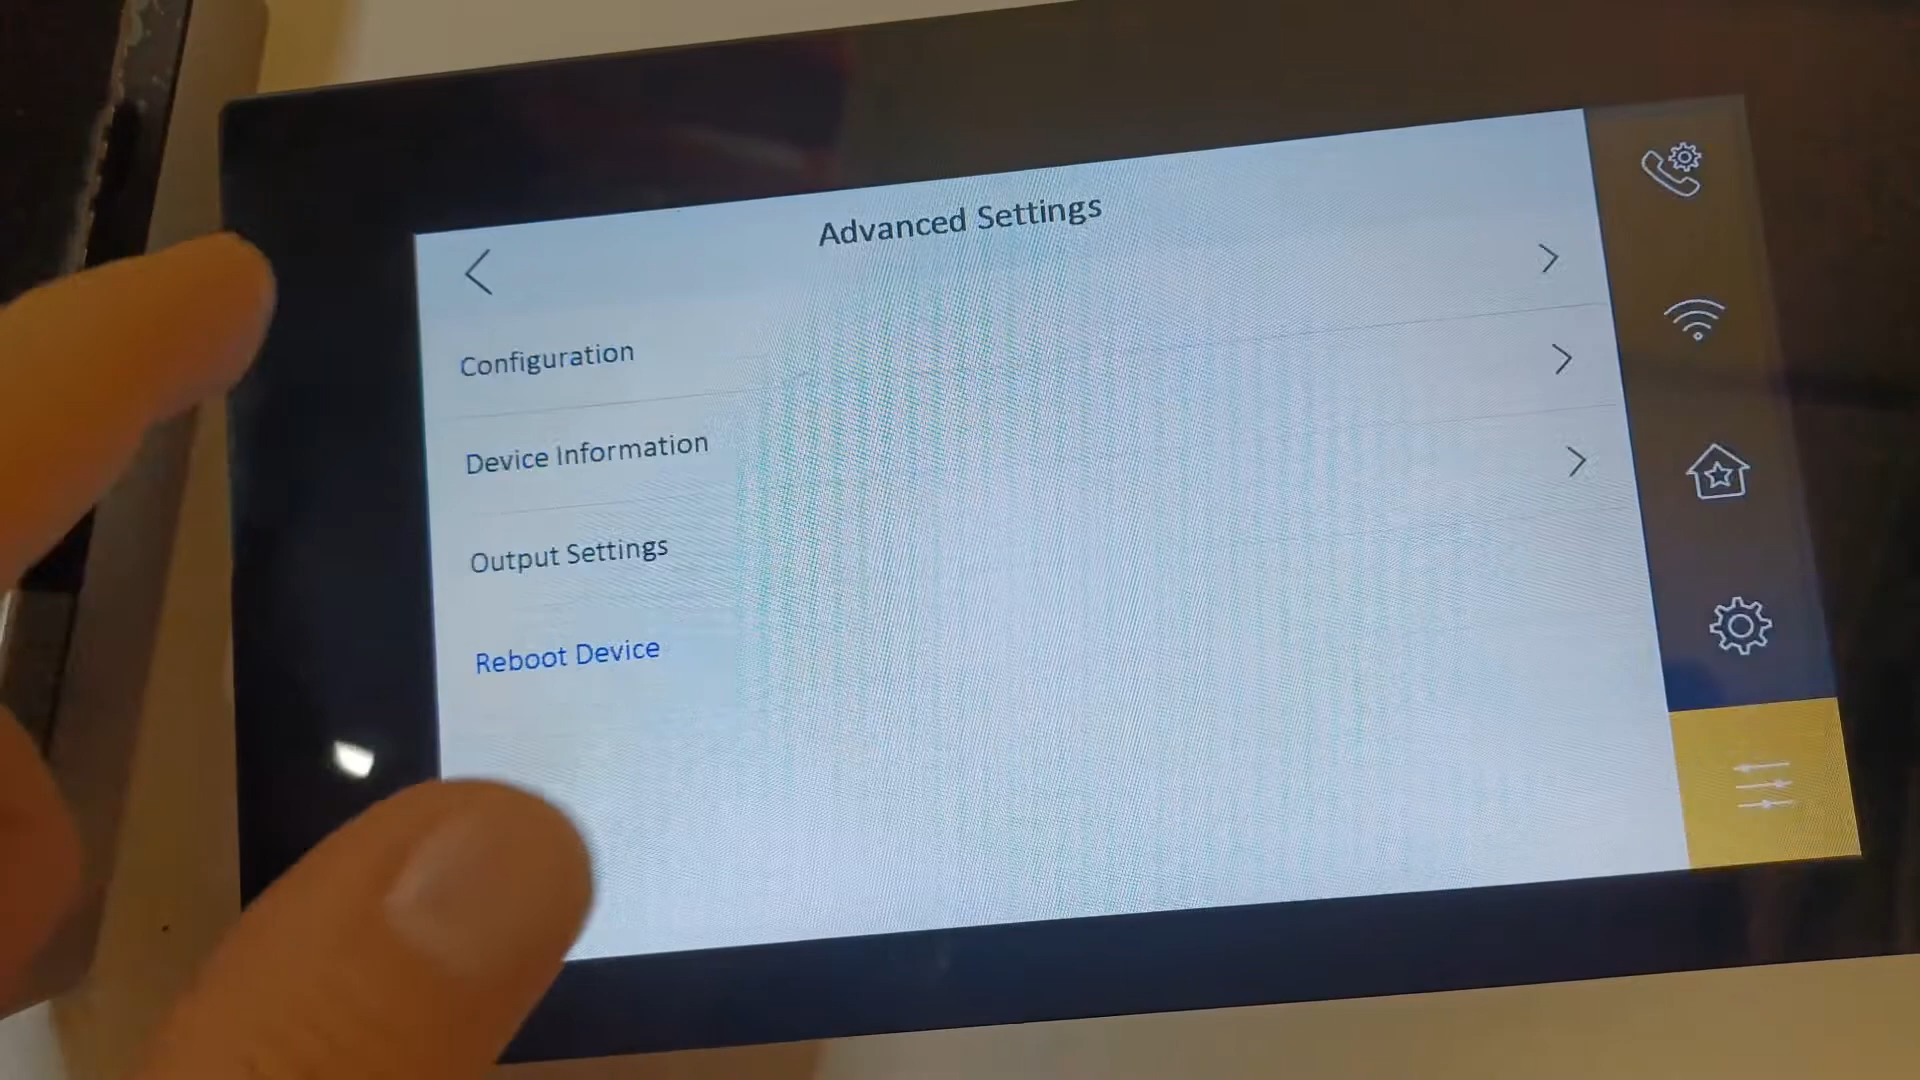 Advanced Settings
Configuration
Device Information
Output Settings
Reboot Device